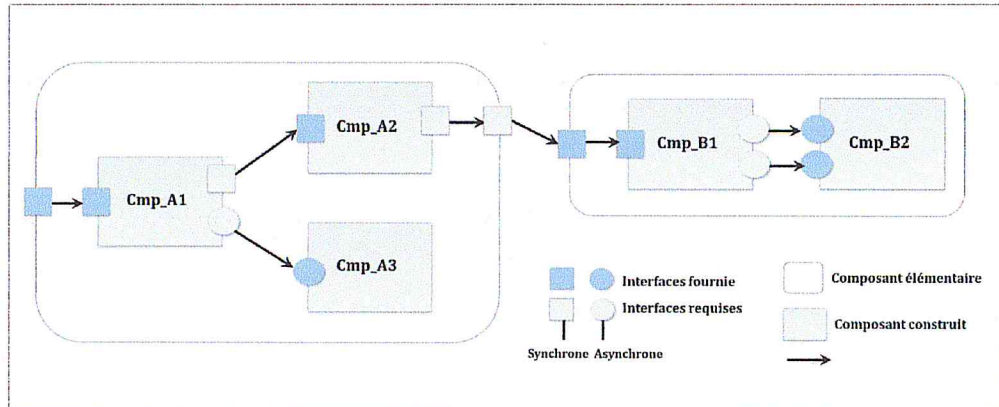 Cmp_A2
Cmp_B1
Cmp_B2
Cmp_A1
Cmp_A3
Interfaces fournie
Composant élémentaire
Interfaces requises
Composant construit
Synchrone Asynchrone